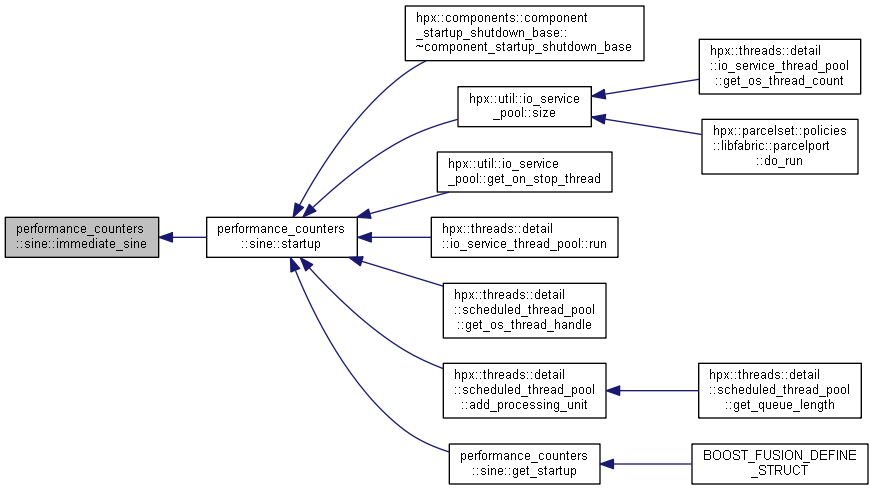 hpx::components::component
_startup_shutdown_base::
~component_startup_shutdown_base
hpx::threads::detail
::io_service_thread_pool
::get_os_thread_count
hpx::util::io_service
_pool::size
hpx::parcelset::policies
::libfabric::parcelport
::do_run
hpx::util::io_service
_pool::get_on_stop_thread
performance_counters
::sine::immediate_sine
performance_counters
::sine::startup
hpx::threads::detail
::io_service_thread_pool::run
hpx::threads::detail
::scheduled_thread_pool
::get_os_thread_handle
hpx::threads::detail
::scheduled_thread_pool
::add_processing_unit
hpx::threads::detail
::scheduled_thread_pool
::get_queue_length
performance_counters
::sine::get_startup
BOOST_FUSION_DEFINE
_STRUCT